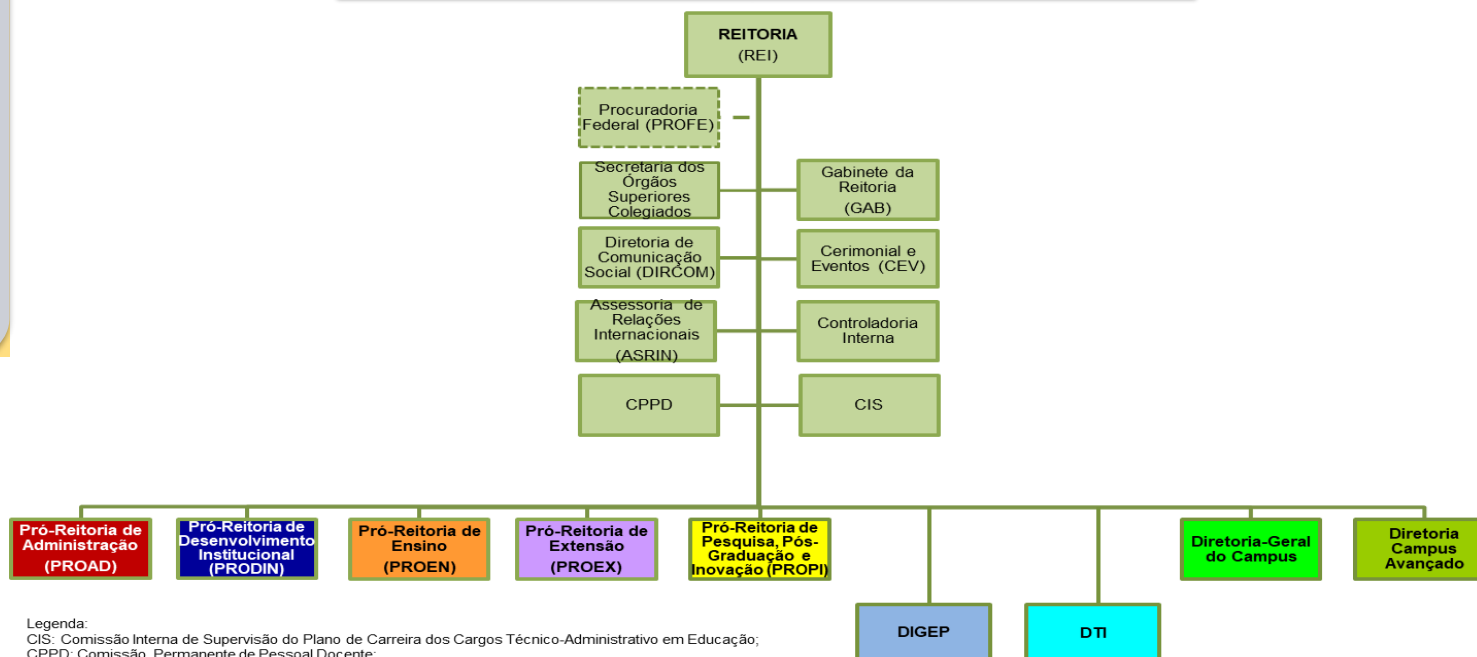 REITORIA
(REI)
Procuradoria
Federal (PROFE)
Secretaria dos
Órgãos
Superiores
Colegiados
Gabinete da
Reitoria
(GAB)
Diretoria de
Comunicação
Social (DIRCOM)
Cerimonial e
Eventos (CEV)
Assessoria de
Relações
Internacionais
(ASRIN)
Controladoria
Interna
CPPD
CIS
Pró-Reitoria de
Administração
(PROAD)
Pró-Reitoria de
Desenvolvimento
Institucional
(PRODIN)
Pró-Reitoria de
Ensino
(PROEN)
Pró-Reitoria de
Extensão
(PROEX)
Pró-Reitoria de
Pesquisa, Pós-
Graduação e
Inovação (PROPI)
Diretoria-Geral
do Campus
Diretoria
Campus
Avançado
DIGEP
DTI
Legenda:
CIS: Comissão Interna de Supervisão do Plano de Carreira dos Cargos Técnico-Administrativo em Educação;
CPPD: Comissão Permanente de Pessoal Docente;